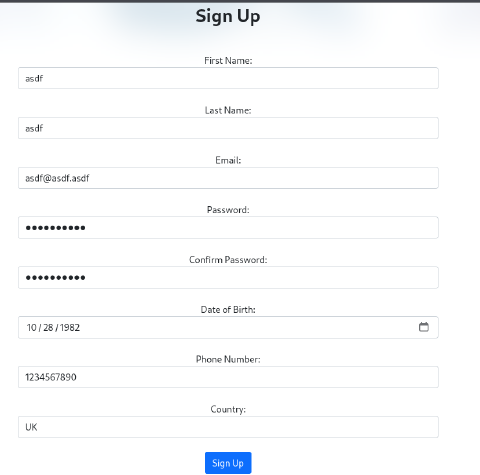 Sign Up
First Name:
asdf
Last Name:
asdf
Email:
asdf@asdf.asdf
Password:
●●●●●●●●●●
Confirm Password:
●●●●●●●●●●
Date of Birth:
10 / 28 / 1982
Phone Number:
1234567890
Country:
UK
Sign Up